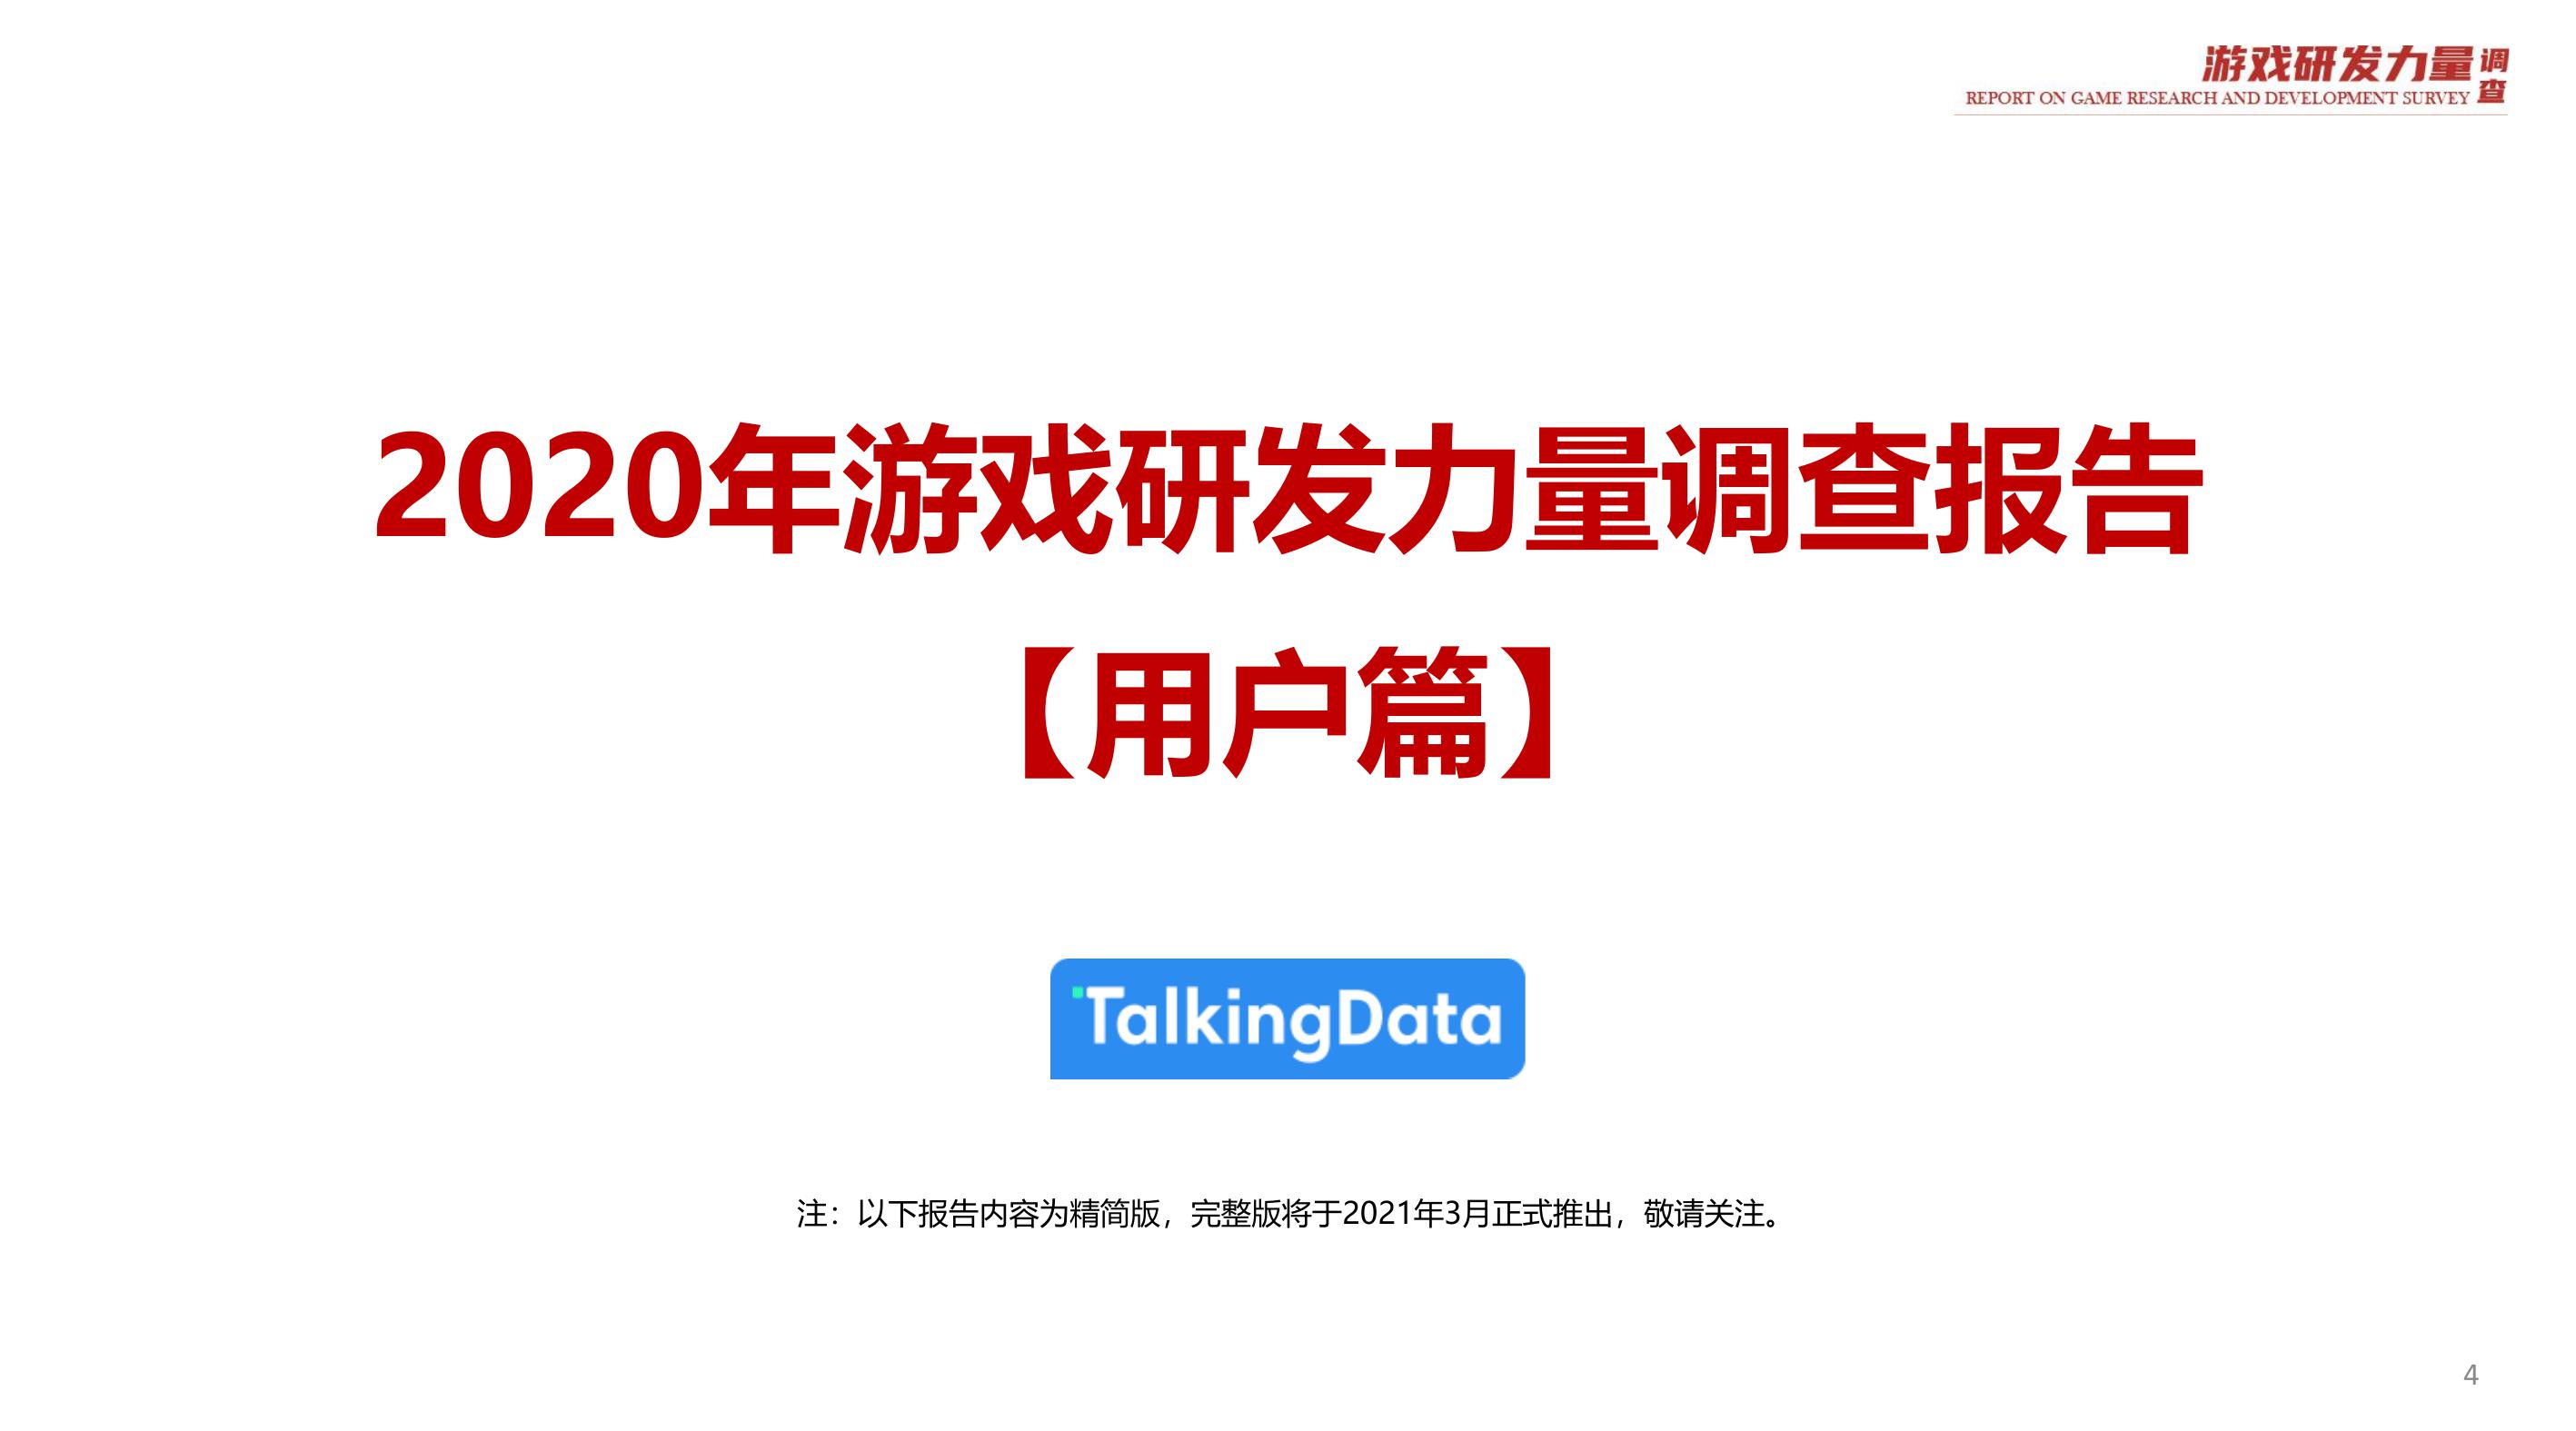 游戏研发力量调查
REPORT ON GAME RESEARCH AND DEVELOPMENT SURVEY
2020年游戏研发力量调查报告
【用户篇】
TalkingData
注：以下报告内容为精简版，完整版将于2021年3月正式推出，敬请关注。
4